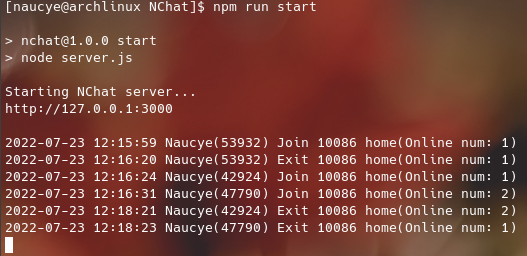 [naucye@archlinux NChat]$ npm run start
> nchat@1.0.0 start
> node server.js
Starting NChat server...
http://127.0.0.1:3000
2022-07-23 12:15:59 Naucye(53932) Join 10086 home(Online num: 1)
2022-07-23 12:16:20 Naucye(53932) Exit 10086 home(Online num: 1)
2022-07-23 12:16:24 Naucye(42924) Join 10086 home(Online num: 1)
2022-07-23 12:16:31 Naucye(47790) Join 10086 home(Online num: 2)
2022-07-23 12:18:21 Naucye(42924) Exit 10086 home(Online num: 2)
2022-07-23 12:18:23 Naucye(47790) Exit 10086 home(Online num: 1)